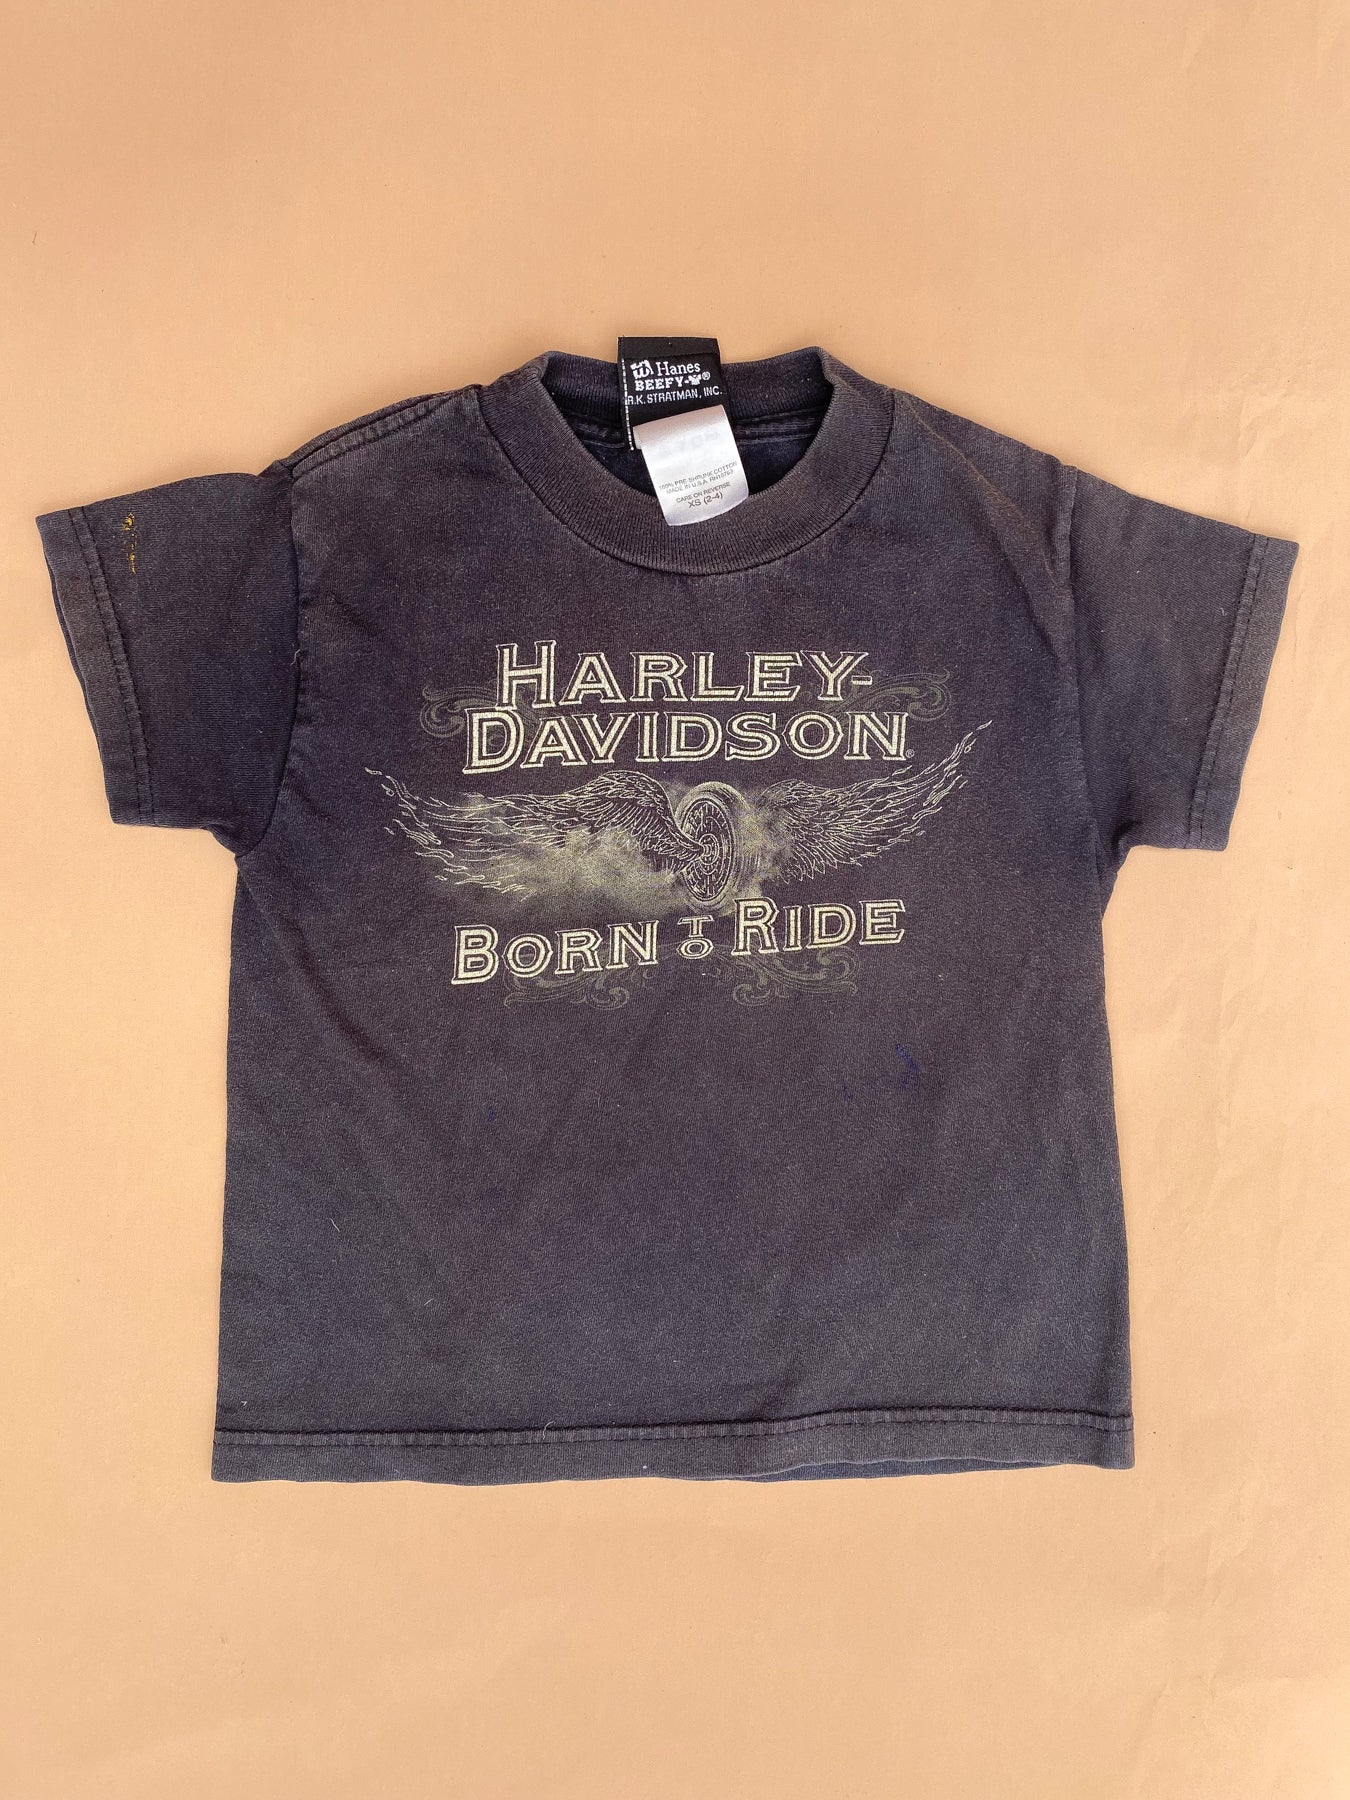 Hanes
BEEFY-T®
R.K. STRATMAN, INC.
100% PRE-SHRUNK COTTON
MADE IN U.S.A. RN15763
CARE ON REVERSE
XS (2-4)
HARLEY-
DAVIDSON®
BORN TO RIDE